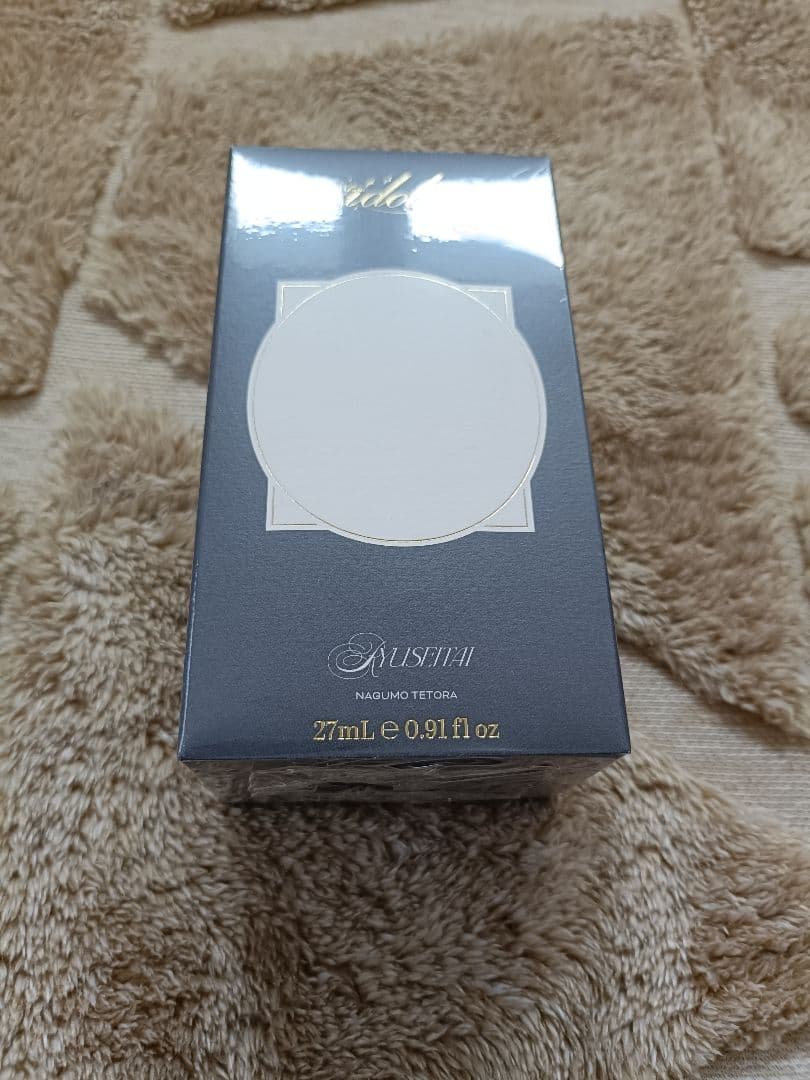 RYUSEITAI
NAGUMO TETORA
27mL ℮ 0.91 fl oz